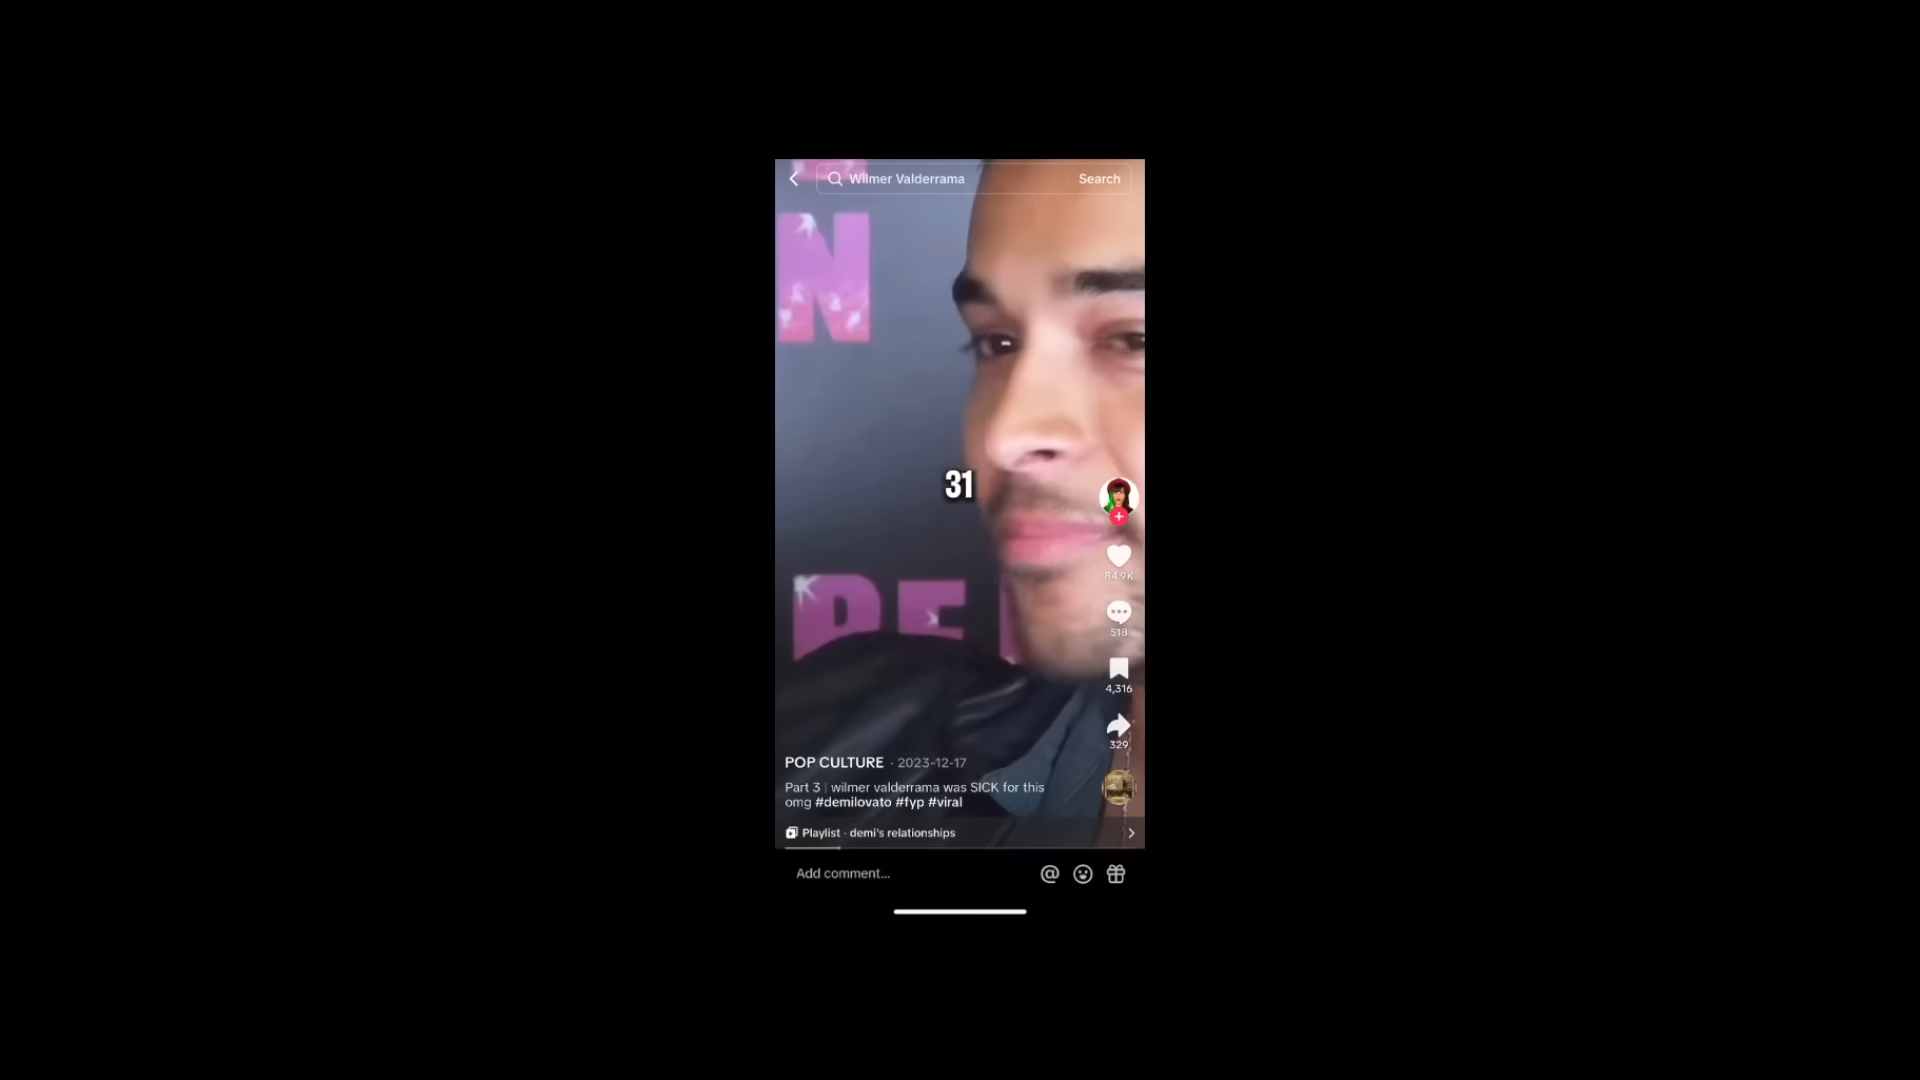 Wilmer Valderrama Search
N
31
DE
84.9K
518
4,316
329
POP CULTURE · 2023-12-17
Part 3 | wilmer valderrama was SICK for this
omg #demilovato #fyp #viral
Playlist · demi's relationships
Add comment...